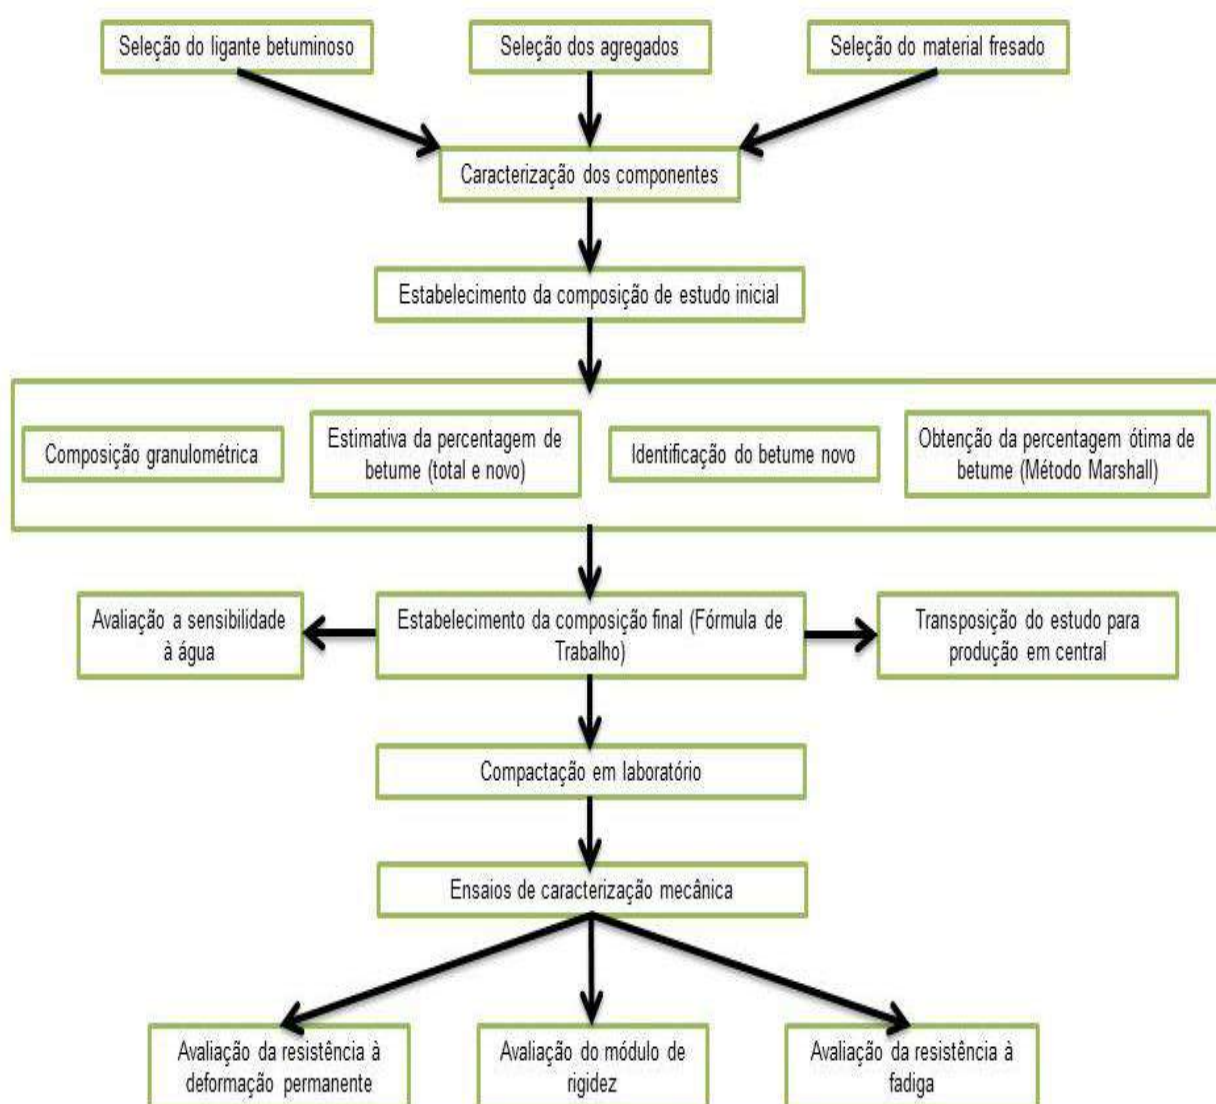 Seleção do ligante betuminoso
Seleção dos agregados
Seleção do material fresado
Caracterização dos componentes
Estabelecimento da composição de estudo inicial
Composição granulométrica
Estimativa da percentagem de
betume (total e novo)
Identificação do betume novo
Obtenção da percentagem ótima de
betume (Método Marshall)
Avaliação a sensibilidade
à água
Estabelecimento da composição final (Fórmula de
Trabalho)
Transposição do estudo para
produção em central
Compactação em laboratório
Ensaios de caracterização mecânica
Avaliação da resistência à
deformação permanente
Avaliação do módulo de
rigidez
Avaliação da resistência à
fadiga